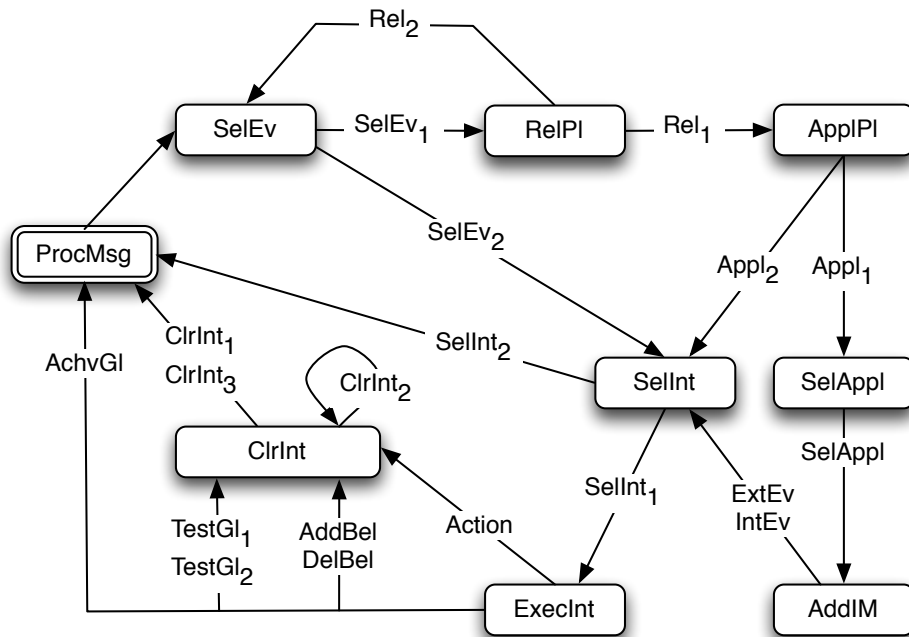 Rel₂
SelEv
SelEv₁
RelPl
Rel₁
ApplPl
ProcMsg
SelEv₂
Appl₂
Appl₁
AchvGl
ClrInt₁
ClrInt₃
SelInt₂
ClrInt₂
SelInt
SelAppl
ClrInt
SelAppl
SelInt₁
ExtEv
IntEv
TestGl₁
TestGl₂
AddBel
DelBel
Action
ExecInt
AddIM